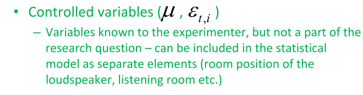 • Controlled variables (μ , ε t,i )
– Variables known to the experimenter, but not a part of the
research question – can be included in the statistical
model as separate elements (room position of the
loudspeaker, listening room etc.)